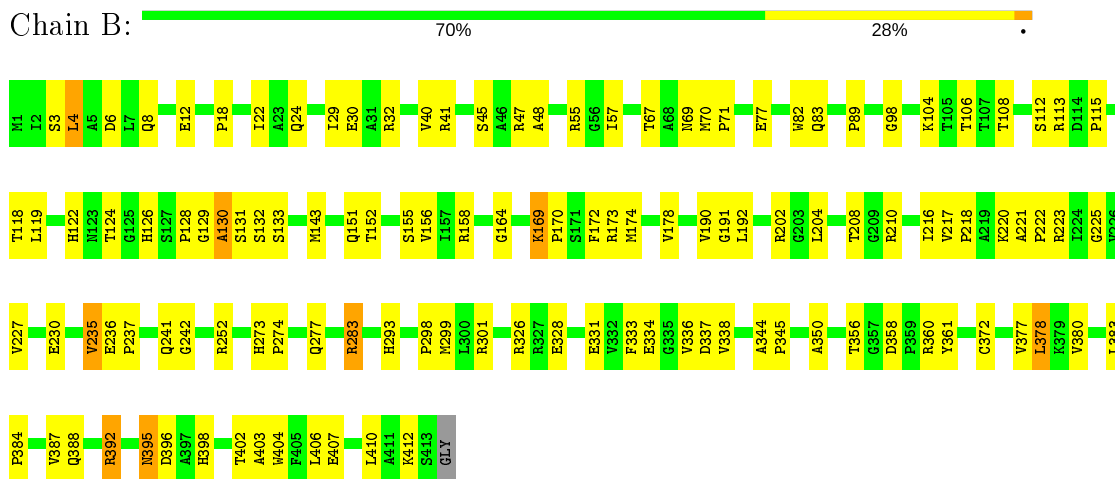 Chain B:
70% 28% •
M1 I2 S3 L4 A5 D6 L7 Q8 E12 P18 I22 A23 Q24 I29 E30 A31 R32 V40 R41 S45 A46 R47 A48 R55 G56 I57 T67 A68 N69 M70 P71 E77 W82 Q83 P89 G98 K104 T105 T106 T107 T108 S112 R113 D114 P115
T118 L119 H122 N123 T124 G125 H126 S127 P128 G129 A130 S131 S132 S133 M143 Q151 T152 S155 V156 I157 R158 G164 K169 P170 S171 F172 R173 M174 V178 V190 G191 L192 R202 G203 L204 T208 G209 R210 I216 V217 P218 A219 K220 A221 P222 R223 I224 G225 V226
V227 E230 V235 E236 P237 Q241 G242 R252 H273 P274 Q277 R283 H293 P298 M299 L300 R301 R326 R327 E328 E331 V332 F333 E334 G335 V336 D337 V338 A344 P345 A350 T356 G357 D358 P359 R360 Y361 C372 V377 L378 K379 V380 L383
P384 V387 Q388 R392 N395 D396 A397 H398 T402 A403 W404 F405 L406 E407 L410 A411 K412 S413 GLY